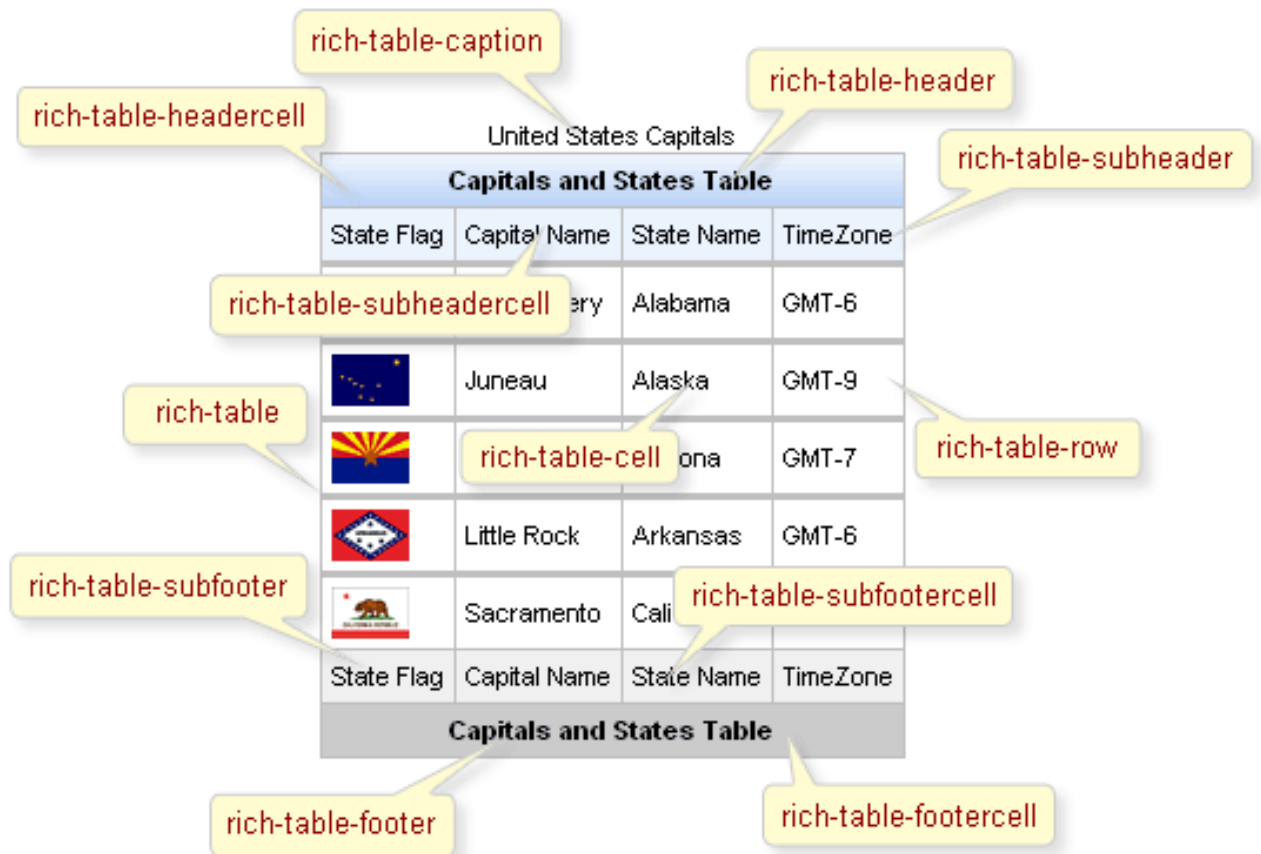 rich-table-caption
rich-table-header
rich-table-headercell
United States Capitals
rich-table-subheader
Capitals and States Table
State Flag Capital Name State Name TimeZone
rich-table-subheadercell
ery Alabama GMT-6
Juneau Alaska GMT-9
rich-table
rich-table-cell
ona GMT-7
rich-table-row
Little Rock Arkansas GMT-6
rich-table-subfooter
rich-table-subfootercell
Sacramento Cali
State Flag Capital Name State Name TimeZone
Capitals and States Table
rich-table-footer
rich-table-footercell